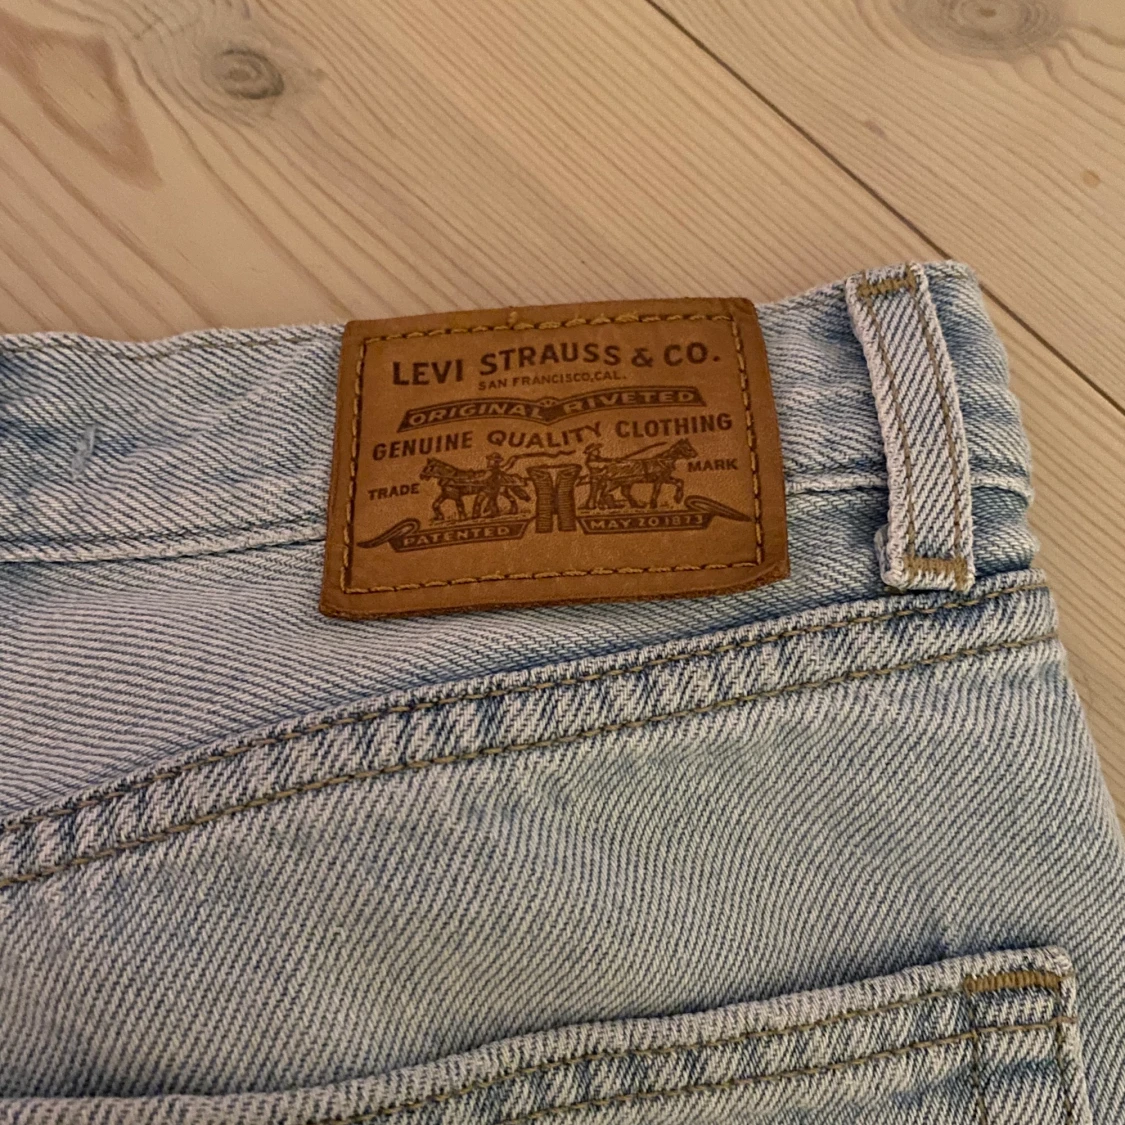 LEVI STRAUSS & CO.
SAN FRANCISCO, CAL.
ORIGINAL RIVETED
GENUINE QUALITY CLOTHING
TRADE MARK
PATENTED MAY 20 1873